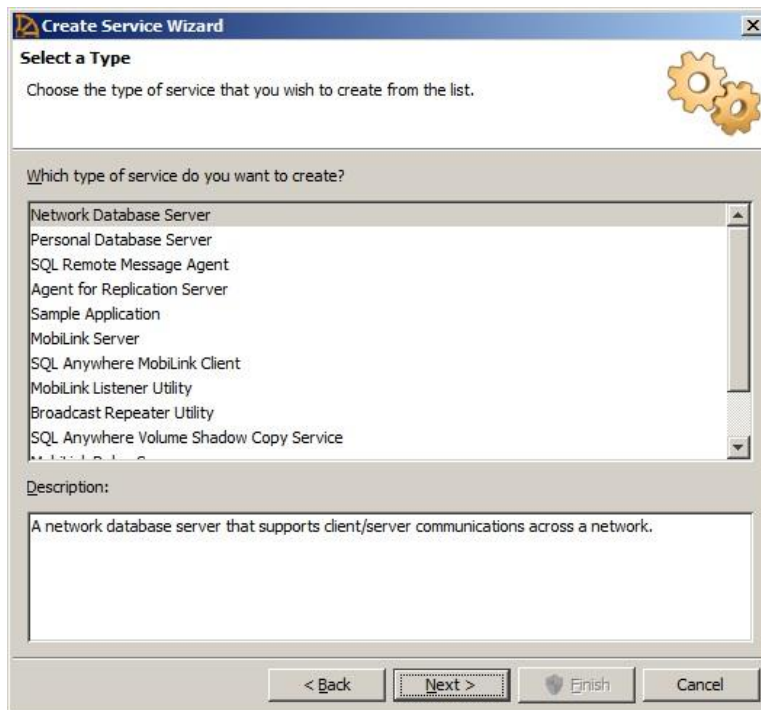 Create Service Wizard
Select a Type
Choose the type of service that you wish to create from the list.
Which type of service do you want to create?
Network Database Server
Personal Database Server
SQL Remote Message Agent
Agent for Replication Server
Sample Application
MobiLink Server
SQL Anywhere MobiLink Client
MobiLink Listener Utility
Broadcast Repeater Utility
SQL Anywhere Volume Shadow Copy Service
Description:
A network database server that supports client/server communications across a network.
< Back Next > Finish Cancel